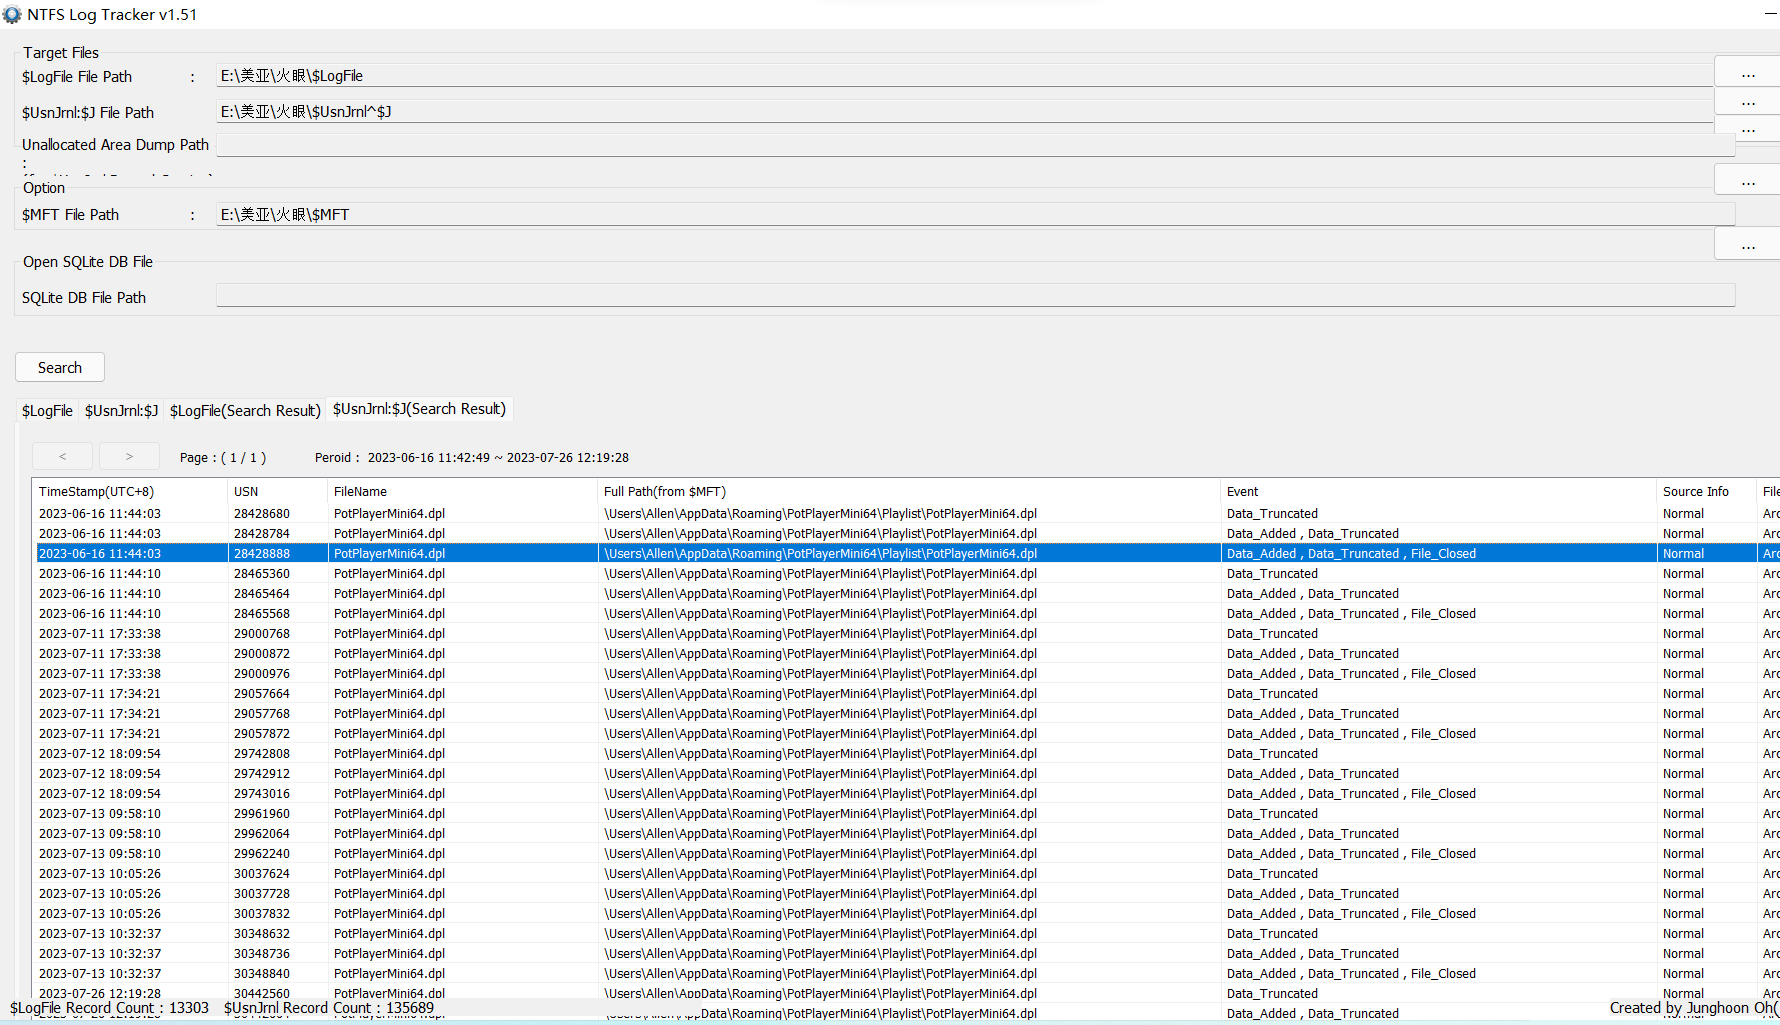 NTFS Log Tracker v1.51
Target Files
$LogFile File Path : E:\美亚\火眼\$LogFile ...
$UsnJrnl:$J File Path E:\美亚\火眼\$UsnJrnl^$J ...
Unallocated Area Dump Path ...
:
Option ...
$MFT File Path : E:\美亚\火眼\$MFT
...
Open SQLite DB File
SQLite DB File Path
Search
$LogFile $UsnJrnl:$J $LogFile(Search Result) $UsnJrnl:$J(Search Result)
< > Page : ( 1 / 1 ) Peroid : 2023-06-16 11:42:49 ~ 2023-07-26 12:19:28
TimeStamp(UTC+8) USN FileName Full Path(from $MFT) Event Source Info File
2023-06-16 11:44:03 28428680 PotPlayerMini64.dpl \Users\Allen\AppData\Roaming\PotPlayerMini64\Playlist\PotPlayerMini64.dpl Data_Truncated Normal Arc
2023-06-16 11:44:03 28428784 PotPlayerMini64.dpl \Users\Allen\AppData\Roaming\PotPlayerMini64\Playlist\PotPlayerMini64.dpl Data_Added , Data_Truncated Normal Arc
2023-06-16 11:44:03 28428888 PotPlayerMini64.dpl \Users\Allen\AppData\Roaming\PotPlayerMini64\Playlist\PotPlayerMini64.dpl Data_Added , Data_Truncated , File_Closed Normal Arc
2023-06-16 11:44:10 28465360 PotPlayerMini64.dpl \Users\Allen\AppData\Roaming\PotPlayerMini64\Playlist\PotPlayerMini64.dpl Data_Truncated Normal Arc
2023-06-16 11:44:10 28465464 PotPlayerMini64.dpl \Users\Allen\AppData\Roaming\PotPlayerMini64\Playlist\PotPlayerMini64.dpl Data_Added , Data_Truncated Normal Arc
2023-06-16 11:44:10 28465568 PotPlayerMini64.dpl \Users\Allen\AppData\Roaming\PotPlayerMini64\Playlist\PotPlayerMini64.dpl Data_Added , Data_Truncated , File_Closed Normal Arc
2023-07-11 17:33:38 29000768 PotPlayerMini64.dpl \Users\Allen\AppData\Roaming\PotPlayerMini64\Playlist\PotPlayerMini64.dpl Data_Truncated Normal Arc
2023-07-11 17:33:38 29000872 PotPlayerMini64.dpl \Users\Allen\AppData\Roaming\PotPlayerMini64\Playlist\PotPlayerMini64.dpl Data_Added , Data_Truncated Normal Arc
2023-07-11 17:33:38 29000976 PotPlayerMini64.dpl \Users\Allen\AppData\Roaming\PotPlayerMini64\Playlist\PotPlayerMini64.dpl Data_Added , Data_Truncated , File_Closed Normal Arc
2023-07-11 17:34:21 29057664 PotPlayerMini64.dpl \Users\Allen\AppData\Roaming\PotPlayerMini64\Playlist\PotPlayerMini64.dpl Data_Truncated Normal Arc
2023-07-11 17:34:21 29057768 PotPlayerMini64.dpl \Users\Allen\AppData\Roaming\PotPlayerMini64\Playlist\PotPlayerMini64.dpl Data_Added , Data_Truncated Normal Arc
2023-07-11 17:34:21 29057872 PotPlayerMini64.dpl \Users\Allen\AppData\Roaming\PotPlayerMini64\Playlist\PotPlayerMini64.dpl Data_Added , Data_Truncated , File_Closed Normal Arc
2023-07-12 18:09:54 29742808 PotPlayerMini64.dpl \Users\Allen\AppData\Roaming\PotPlayerMini64\Playlist\PotPlayerMini64.dpl Data_Truncated Normal Arc
2023-07-12 18:09:54 29742912 PotPlayerMini64.dpl \Users\Allen\AppData\Roaming\PotPlayerMini64\Playlist\PotPlayerMini64.dpl Data_Added , Data_Truncated Normal Arc
2023-07-12 18:09:54 29743016 PotPlayerMini64.dpl \Users\Allen\AppData\Roaming\PotPlayerMini64\Playlist\PotPlayerMini64.dpl Data_Added , Data_Truncated , File_Closed Normal Arc
2023-07-13 09:58:10 29961960 PotPlayerMini64.dpl \Users\Allen\AppData\Roaming\PotPlayerMini64\Playlist\PotPlayerMini64.dpl Data_Truncated Normal Arc
2023-07-13 09:58:10 29962064 PotPlayerMini64.dpl \Users\Allen\AppData\Roaming\PotPlayerMini64\Playlist\PotPlayerMini64.dpl Data_Added , Data_Truncated Normal Arc
2023-07-13 09:58:10 29962240 PotPlayerMini64.dpl \Users\Allen\AppData\Roaming\PotPlayerMini64\Playlist\PotPlayerMini64.dpl Data_Added , Data_Truncated , File_Closed Normal Arc
2023-07-13 10:05:26 30037624 PotPlayerMini64.dpl \Users\Allen\AppData\Roaming\PotPlayerMini64\Playlist\PotPlayerMini64.dpl Data_Truncated Normal Arc
2023-07-13 10:05:26 30037728 PotPlayerMini64.dpl \Users\Allen\AppData\Roaming\PotPlayerMini64\Playlist\PotPlayerMini64.dpl Data_Added , Data_Truncated Normal Arc
2023-07-13 10:05:26 30037832 PotPlayerMini64.dpl \Users\Allen\AppData\Roaming\PotPlayerMini64\Playlist\PotPlayerMini64.dpl Data_Added , Data_Truncated , File_Closed Normal Arc
2023-07-13 10:32:37 30348632 PotPlayerMini64.dpl \Users\Allen\AppData\Roaming\PotPlayerMini64\Playlist\PotPlayerMini64.dpl Data_Truncated Normal Arc
2023-07-13 10:32:37 30348736 PotPlayerMini64.dpl \Users\Allen\AppData\Roaming\PotPlayerMini64\Playlist\PotPlayerMini64.dpl Data_Added , Data_Truncated Normal Arc
2023-07-13 10:32:37 30348840 PotPlayerMini64.dpl \Users\Allen\AppData\Roaming\PotPlayerMini64\Playlist\PotPlayerMini64.dpl Data_Added , Data_Truncated , File_Closed Normal Arc
2023-07-26 12:19:28 30442560 PotPlayerMini64.dpl \Users\Allen\AppData\Roaming\PotPlayerMini64\Playlist\PotPlayerMini64.dpl Data_Truncated Normal Arc
$LogFile Record Count : 13303 $UsnJrnl Record Count : 135689 Created by Junghoon Oh(
Data_Added , Data_Truncated